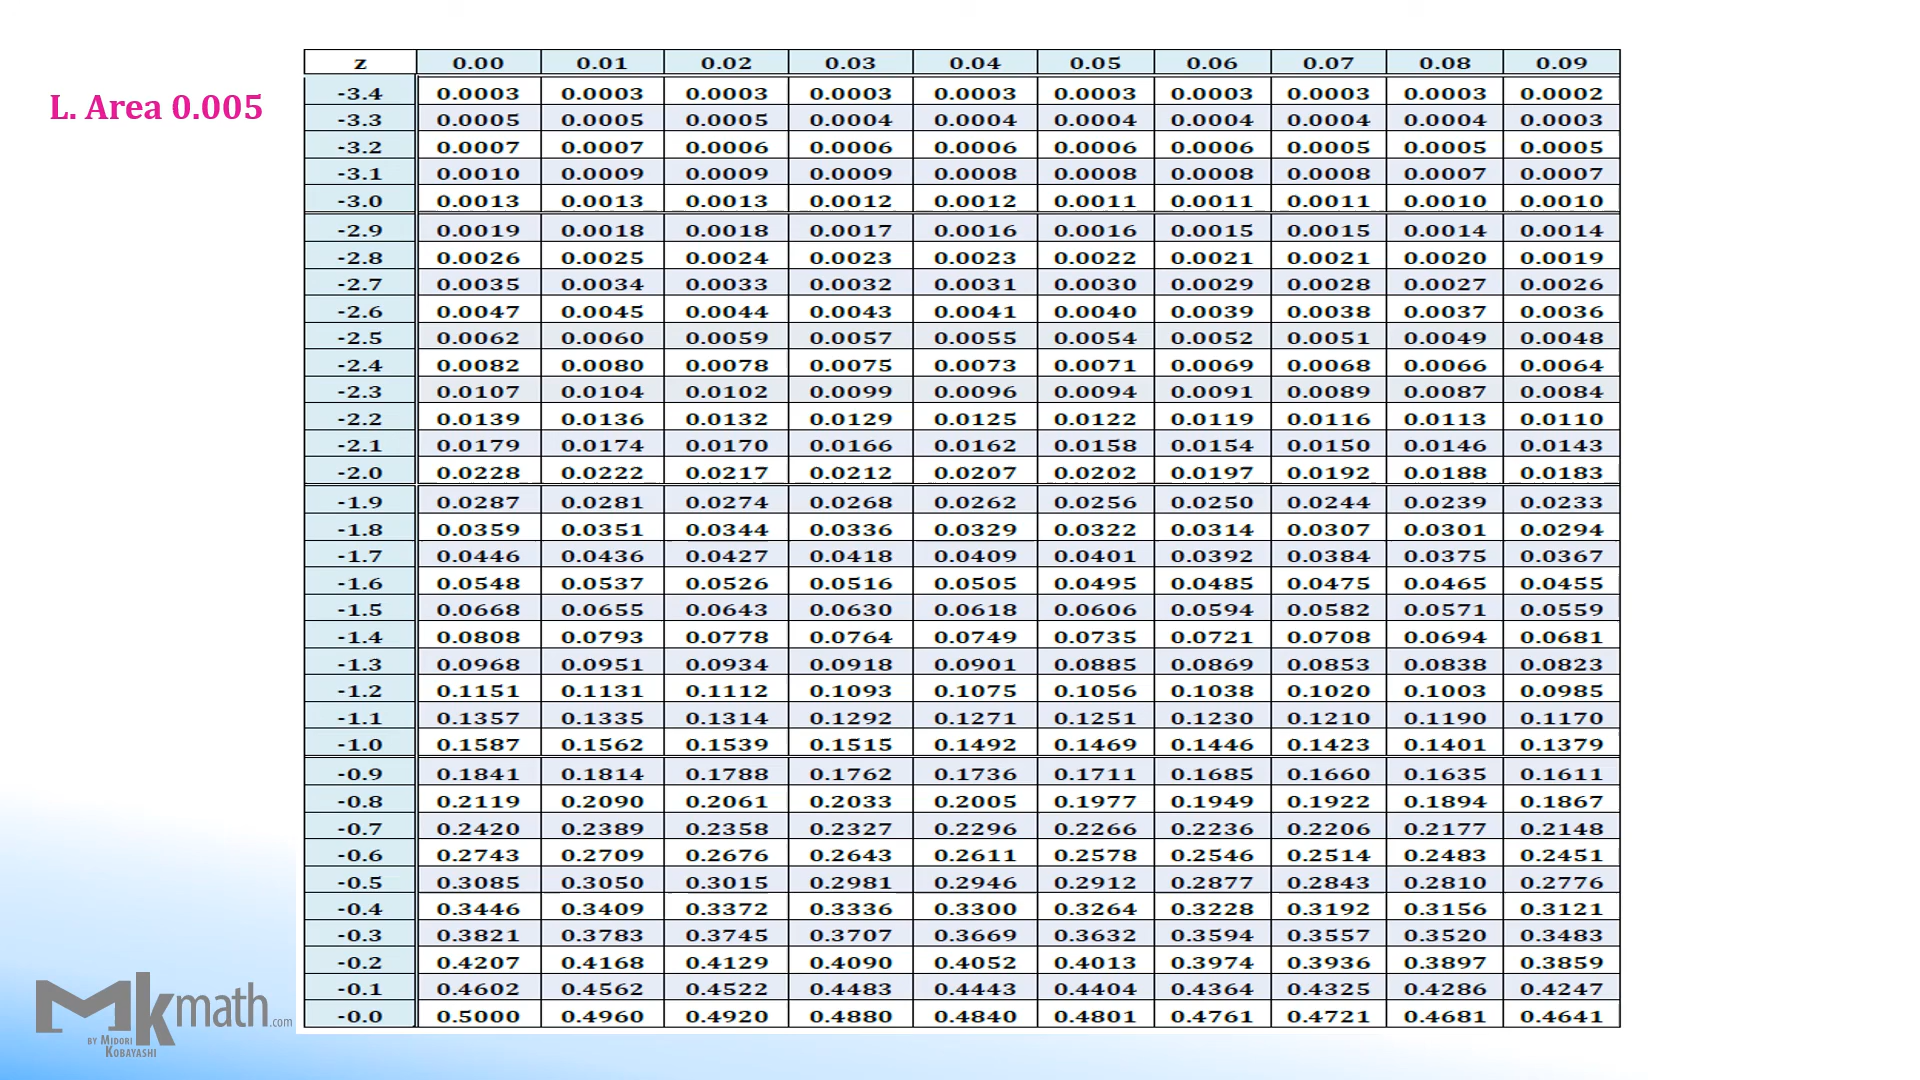 L. Area 0.005
z 0.00 0.01 0.02 0.03 0.04 0.05 0.06 0.07 0.08 0.09
-3.4 0.0003 0.0003 0.0003 0.0003 0.0003 0.0003 0.0003 0.0003 0.0003 0.0002
-3.3 0.0005 0.0005 0.0005 0.0004 0.0004 0.0004 0.0004 0.0004 0.0004 0.0003
-3.2 0.0007 0.0007 0.0006 0.0006 0.0006 0.0006 0.0006 0.0005 0.0005 0.0005
-3.1 0.0010 0.0009 0.0009 0.0009 0.0008 0.0008 0.0008 0.0008 0.0007 0.0007
-3.0 0.0013 0.0013 0.0013 0.0012 0.0012 0.0011 0.0011 0.0011 0.0010 0.0010
-2.9 0.0019 0.0018 0.0018 0.0017 0.0016 0.0016 0.0015 0.0015 0.0014 0.0014
-2.8 0.0026 0.0025 0.0024 0.0023 0.0023 0.0022 0.0021 0.0021 0.0020 0.0019
-2.7 0.0035 0.0034 0.0033 0.0032 0.0031 0.0030 0.0029 0.0028 0.0027 0.0026
-2.6 0.0047 0.0045 0.0044 0.0043 0.0041 0.0040 0.0039 0.0038 0.0037 0.0036
-2.5 0.0062 0.0060 0.0059 0.0057 0.0055 0.0054 0.0052 0.0051 0.0049 0.0048
-2.4 0.0082 0.0080 0.0078 0.0075 0.0073 0.0071 0.0069 0.0068 0.0066 0.0064
-2.3 0.0107 0.0104 0.0102 0.0099 0.0096 0.0094 0.0091 0.0089 0.0087 0.0084
-2.2 0.0139 0.0136 0.0132 0.0129 0.0125 0.0122 0.0119 0.0116 0.0113 0.0110
-2.1 0.0179 0.0174 0.0170 0.0166 0.0162 0.0158 0.0154 0.0150 0.0146 0.0143
-2.0 0.0228 0.0222 0.0217 0.0212 0.0207 0.0202 0.0197 0.0192 0.0188 0.0183
-1.9 0.0287 0.0281 0.0274 0.0268 0.0262 0.0256 0.0250 0.0244 0.0239 0.0233
-1.8 0.0359 0.0351 0.0344 0.0336 0.0329 0.0322 0.0314 0.0307 0.0301 0.0294
-1.7 0.0446 0.0436 0.0427 0.0418 0.0409 0.0401 0.0392 0.0384 0.0375 0.0367
-1.6 0.0548 0.0537 0.0526 0.0516 0.0505 0.0495 0.0485 0.0475 0.0465 0.0455
-1.5 0.0668 0.0655 0.0643 0.0630 0.0618 0.0606 0.0594 0.0582 0.0571 0.0559
-1.4 0.0808 0.0793 0.0778 0.0764 0.0749 0.0735 0.0721 0.0708 0.0694 0.0681
-1.3 0.0968 0.0951 0.0934 0.0918 0.0901 0.0885 0.0869 0.0853 0.0838 0.0823
-1.2 0.1151 0.1131 0.1112 0.1093 0.1075 0.1056 0.1038 0.1020 0.1003 0.0985
-1.1 0.1357 0.1335 0.1314 0.1292 0.1271 0.1251 0.1230 0.1210 0.1190 0.1170
-1.0 0.1587 0.1562 0.1539 0.1515 0.1492 0.1469 0.1446 0.1423 0.1401 0.1379
-0.9 0.1841 0.1814 0.1788 0.1762 0.1736 0.1711 0.1685 0.1660 0.1635 0.1611
-0.8 0.2119 0.2090 0.2061 0.2033 0.2005 0.1977 0.1949 0.1922 0.1894 0.1867
-0.7 0.2420 0.2389 0.2358 0.2327 0.2296 0.2266 0.2236 0.2206 0.2177 0.2148
-0.6 0.2743 0.2709 0.2676 0.2643 0.2611 0.2578 0.2546 0.2514 0.2483 0.2451
-0.5 0.3085 0.3050 0.3015 0.2981 0.2946 0.2912 0.2877 0.2843 0.2810 0.2776
-0.4 0.3446 0.3409 0.3372 0.3336 0.3300 0.3264 0.3228 0.3192 0.3156 0.3121
-0.3 0.3821 0.3783 0.3745 0.3707 0.3669 0.3632 0.3594 0.3557 0.3520 0.3483
-0.2 0.4207 0.4168 0.4129 0.4090 0.4052 0.4013 0.3974 0.3936 0.3897 0.3859
-0.1 0.4602 0.4562 0.4522 0.4483 0.4443 0.4404 0.4364 0.4325 0.4286 0.4247
-0.0 0.5000 0.4960 0.4920 0.4880 0.4840 0.4801 0.4761 0.4721 0.4681 0.4641
Mkmath.com
BY MIDORI
KOBAYASHI